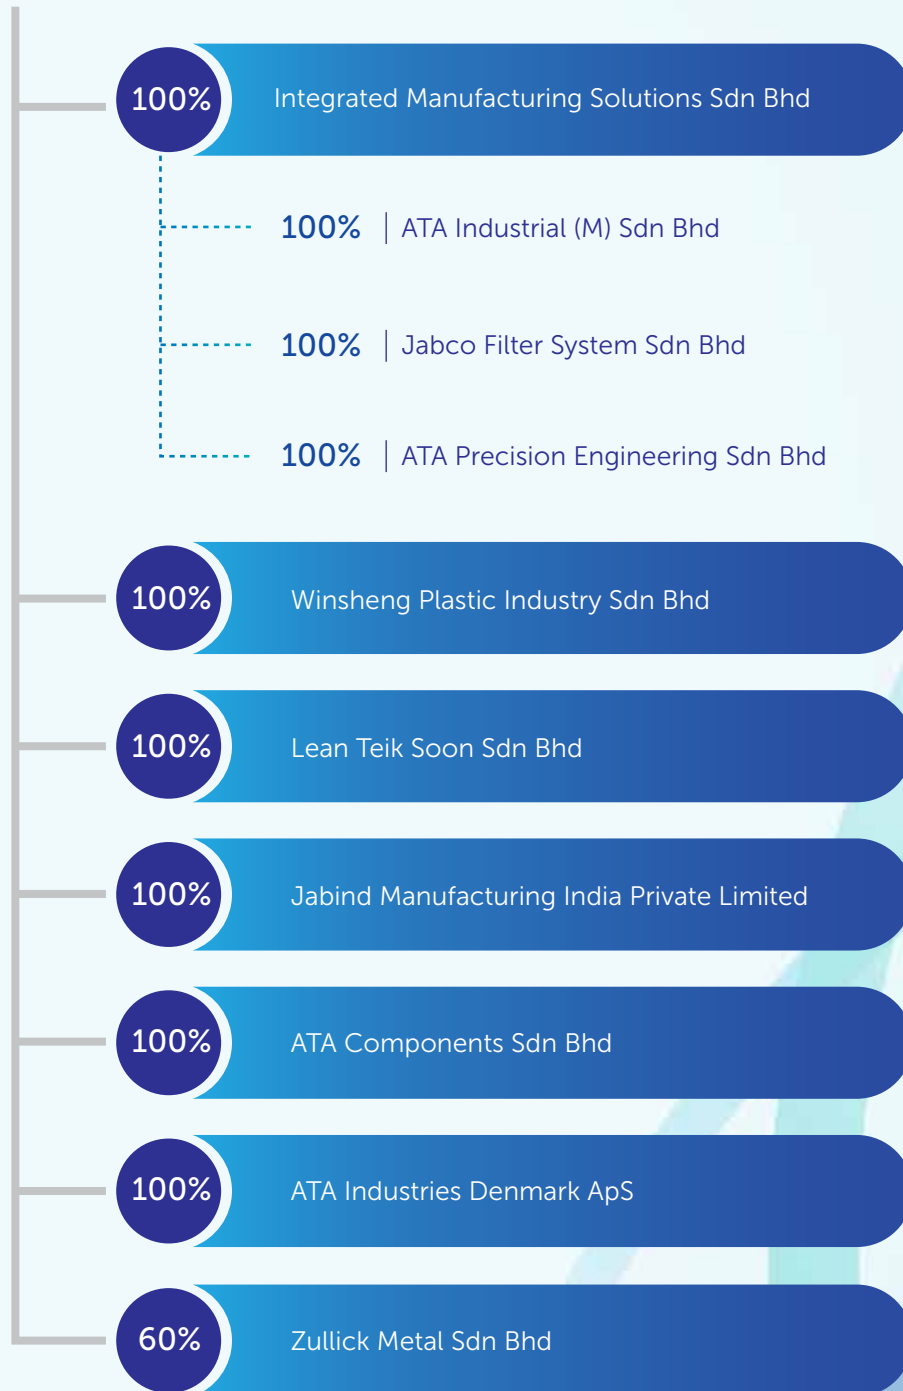 100% Integrated Manufacturing Solutions Sdn Bhd
100% | ATA Industrial (M) Sdn Bhd
100% | Jabco Filter System Sdn Bhd
100% | ATA Precision Engineering Sdn Bhd
100% Winsheng Plastic Industry Sdn Bhd
100% Lean Teik Soon Sdn Bhd
100% Jabind Manufacturing India Private Limited
100% ATA Components Sdn Bhd
100% ATA Industries Denmark ApS
60% Zullick Metal Sdn Bhd